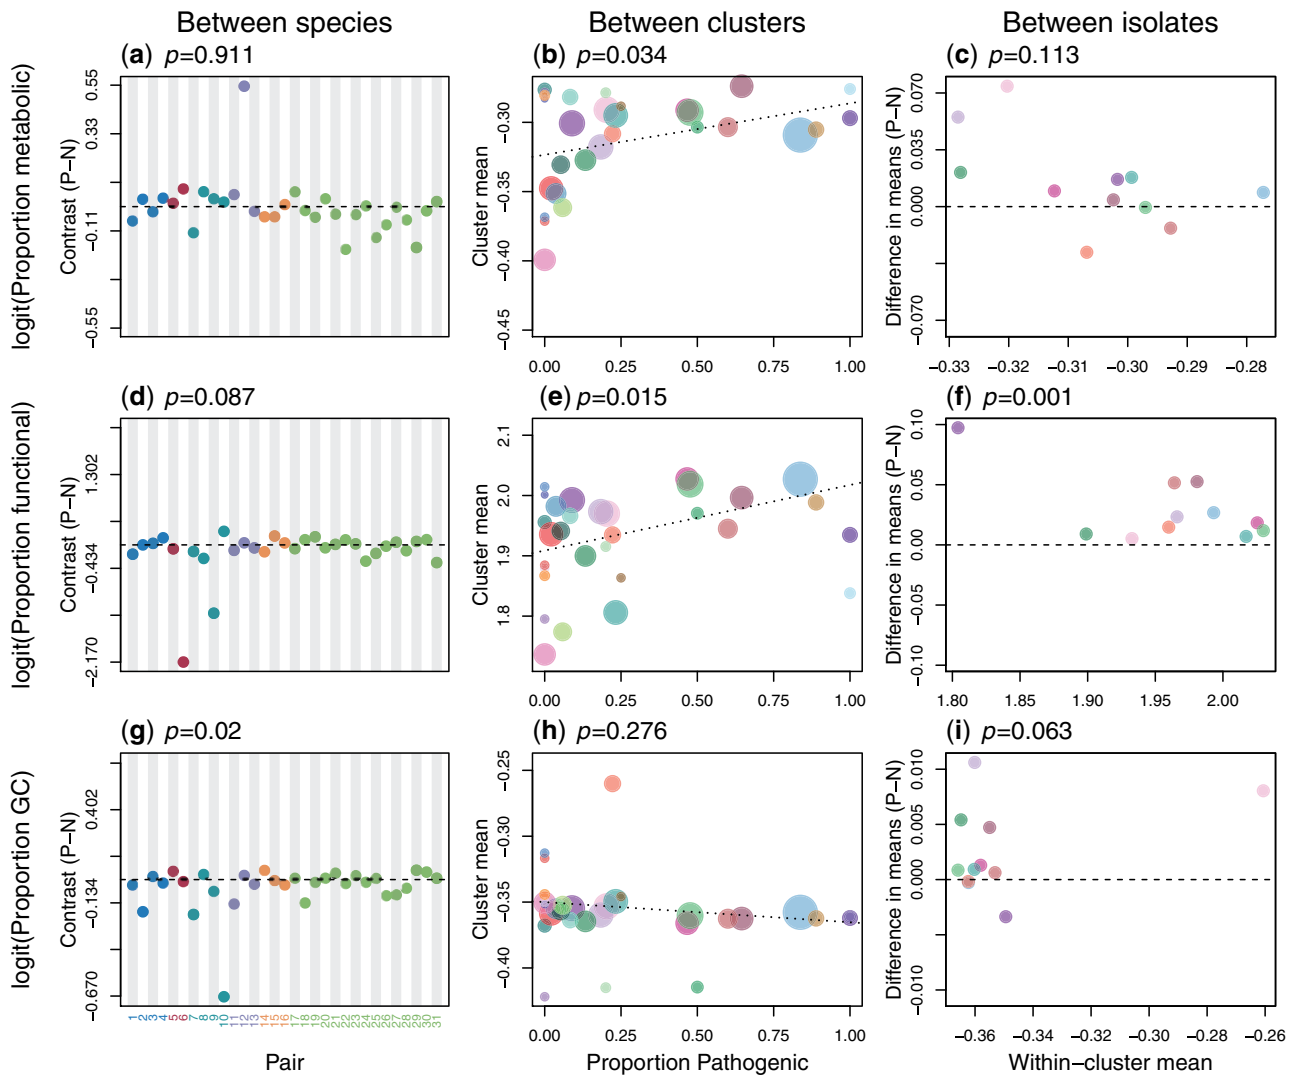 Between species
Between clusters
Between isolates
(a) p=0.911
(b) p=0.034
(c) p=0.113
logit(Proportion metabolic)
Contrast (P−N)
0.55
0.33
−0.11
−0.55
Cluster mean
−0.30
−0.35
−0.40
−0.45
0.00 0.25 0.50 0.75 1.00
Difference in means (P−N)
0.070
0.035
0.000
−0.070
−0.33 −0.32 −0.31 −0.30 −0.29 −0.28
(d) p=0.087
(e) p=0.015
(f) p=0.001
logit(Proportion functional)
Contrast (P−N)
1.302
−0.434
−2.170
Cluster mean
2.1
2.0
1.9
1.8
0.00 0.25 0.50 0.75 1.00
Difference in means (P−N)
0.10
0.05
0.00
−0.05
−0.10
1.80 1.85 1.90 1.95 2.00
(g) p=0.02
(h) p=0.276
(i) p=0.063
logit(Proportion GC)
Contrast (P−N)
0.402
−0.134
−0.670
1 2 3 4 5 6 7 8 9 10 11 12 13 14 15 16 17 18 19 20 21 22 23 24 25 26 27 28 29 30 31
Pair
Cluster mean
−0.25
−0.30
−0.35
−0.40
0.00 0.25 0.50 0.75 1.00
Proportion Pathogenic
Difference in means (P−N)
0.010
0.005
0.000
−0.010
−0.36 −0.34 −0.32 −0.30 −0.28 −0.26
Within−cluster mean